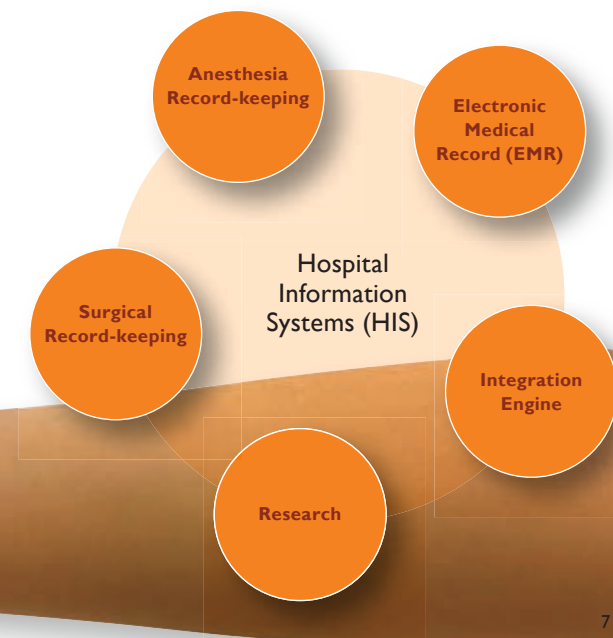 Anesthesia
Record-keeping
Electronic
Medical
Record (EMR)
Hospital
Information
Systems (HIS)
Surgical
Record-keeping
Integration
Engine
Research
7